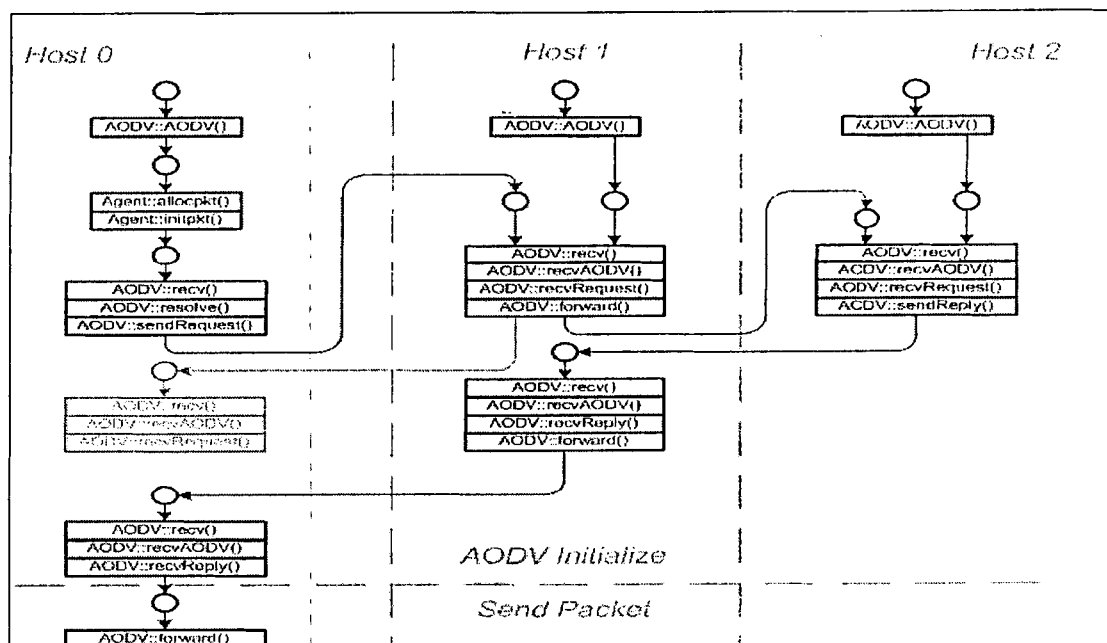 Host 0
Host 1
Host 2
AODV::AODV()
AODV::AODV()
AODV::AODV()
Agent::allocpkt()
Agent::initpkt()
AODV::recv()
AODV::resolve()
AODV::sendRequest()
AODV::recv()
AODV::recvAODV()
AODV::recvRequest()
AODV::forward()
AODV::recv()
AODV::recvAODV()
AODV::recvRequest()
AODV::sendReply()
AODV::recv()
AODV::recvAODV()
AODV::recvRequest()
AODV::recv()
AODV::recvAODV()
AODV::recvReply()
AODV::forward()
AODV::recv()
AODV::recvAODV()
AODV::recvReply()
AODV Initialize
Send Packet
AODV::forward()